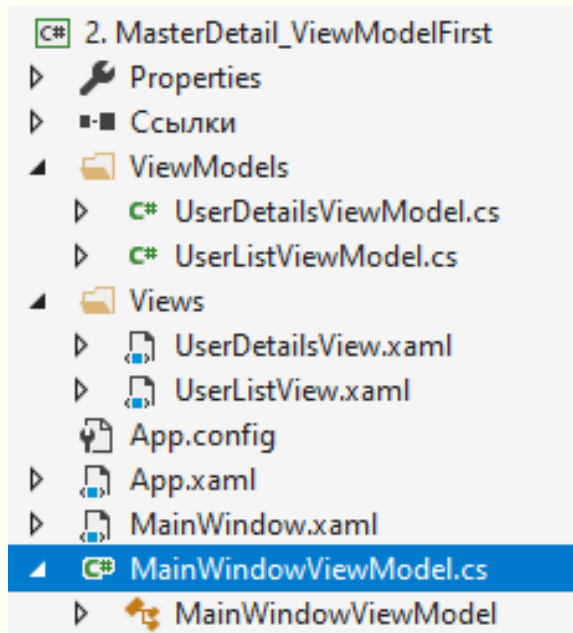 C# 2. MasterDetail_ViewModelFirst
Properties
Ссылки
ViewModels
C# UserDetailsViewModel.cs
C# UserListViewModel.cs
Views
UserDetailsView.xaml
UserListView.xaml
App.config
App.xaml
MainWindow.xaml
C# MainWindowViewModel.cs
MainWindowViewModel